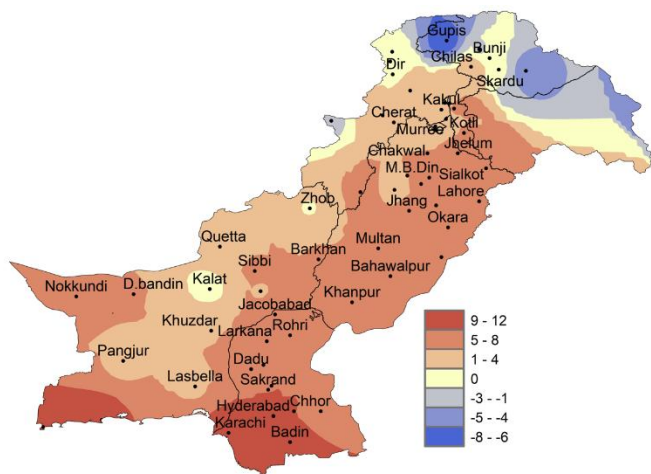 Gupis
Bunji
Dir
Chilas
Skardu
Kakul
Cherat
Murree
Kotli
Chakwal
Jhelum
M.B.Din
Sialkot
Zhob
Jhang
Lahore
Okara
Quetta
Multan
Barkhan
Sibbi
Bahawalpur
Nokkundi
D.bandin
Kalat
Khanpur
Jacobabad
Khuzdar
Larkana
Rohri
Pangjur
Dadu
Lasbella
Sakrand
Hyderabad
Chhor
Karachi
Badin
9 - 12
5 - 8
1 - 4
0
-3 - -1
-5 - -4
-8 - -6